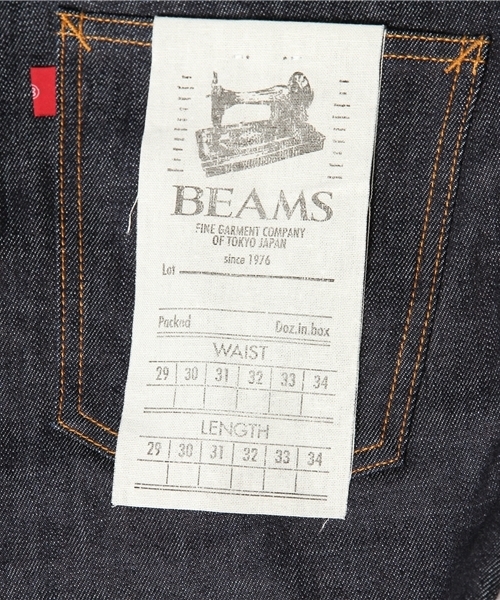 BEAMS
FINE GARMENT COMPANY
OF TOKYO JAPAN
since 1976
Lot
Packed Doz.in.box
WAIST
29 30 31 32 33 34
LENGTH
29 30 31 32 33 34
®